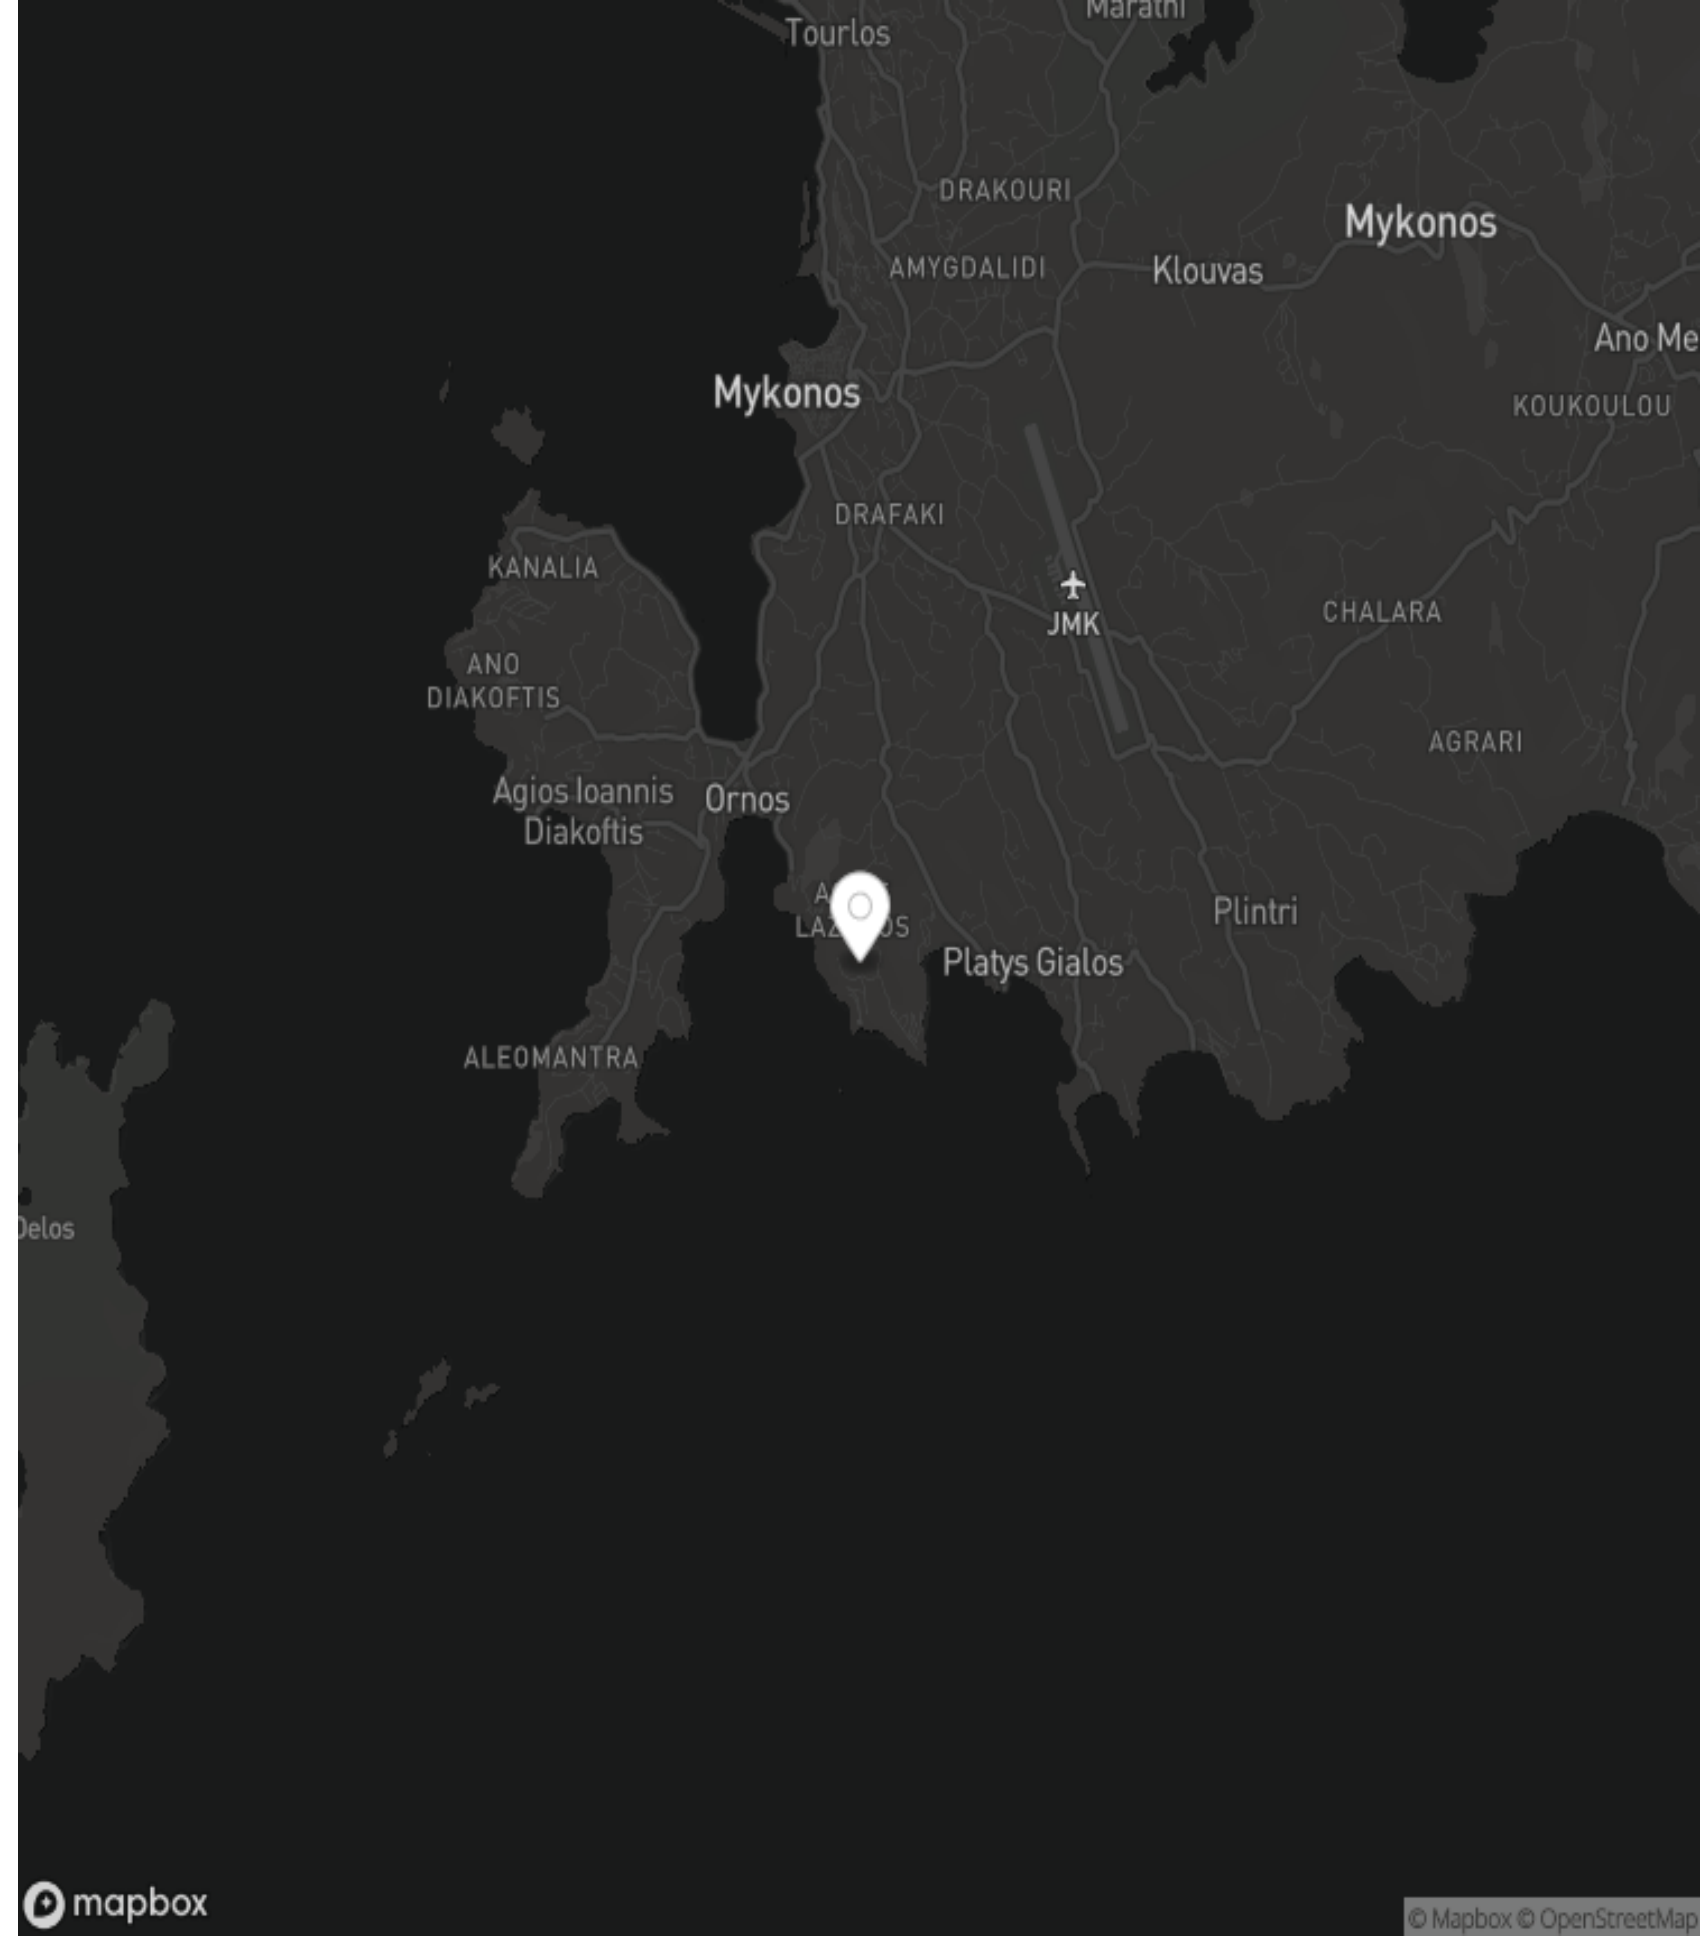 Marathi
Tourlos
DRAKOURI
Mykonos
AMYGDALIDI
Klouvas
Ano Me
Mykonos
KOUKOULOU
DRAFAKI
KANALIA
JMK
CHALARA
ANO
DIAKOFTIS
AGRARI
Agios Ioannis
Diakoftis
Ornos
Plintri
Platys Gialos
ALEOMANTRA
Delos
mapbox
© Mapbox © OpenStreetMap